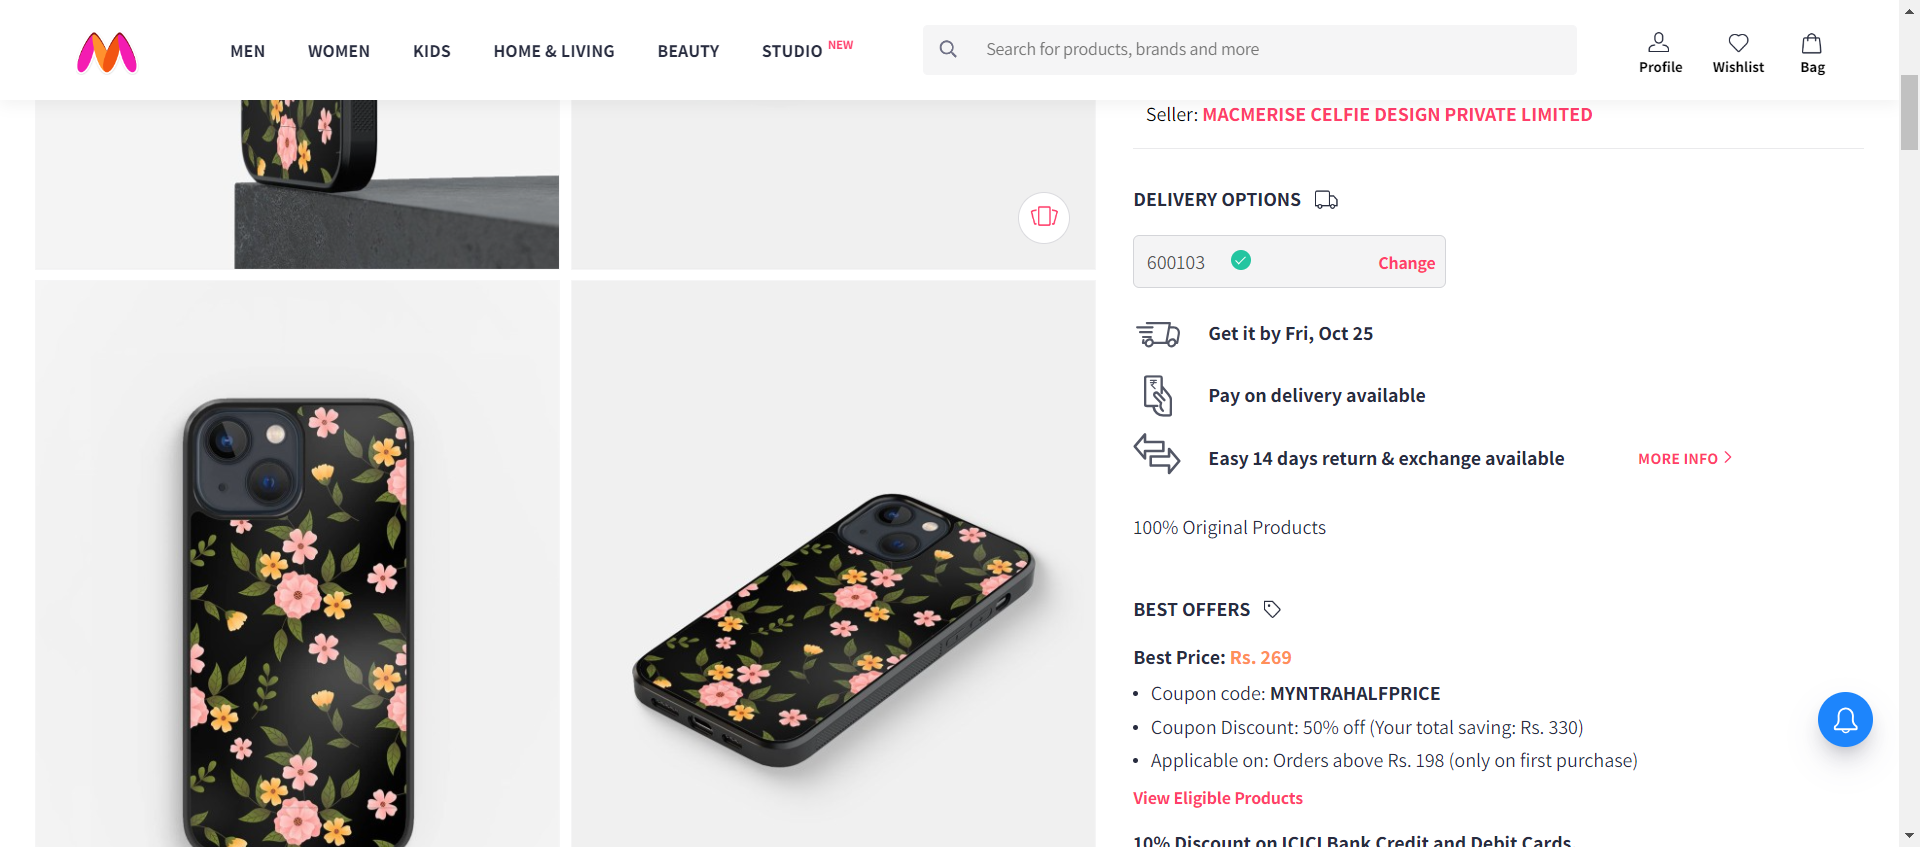 MEN
WOMEN
KIDS
HOME & LIVING
BEAUTY
STUDIO NEW
Search for products, brands and more
Profile
Wishlist
Bag
Seller: MACMERISE CELFIE DESIGN PRIVATE LIMITED
DELIVERY OPTIONS
600103
Change
Get it by Fri, Oct 25
Pay on delivery available
Easy 14 days return & exchange available
MORE INFO
100% Original Products
BEST OFFERS
Best Price: Rs. 269
• Coupon code: MYNTRAHALFPRICE
• Coupon Discount: 50% off (Your total saving: Rs. 330)
• Applicable on: Orders above Rs. 198 (only on first purchase)
View Eligible Products
10% Discount on ICICI Bank Credit and Debit Cards